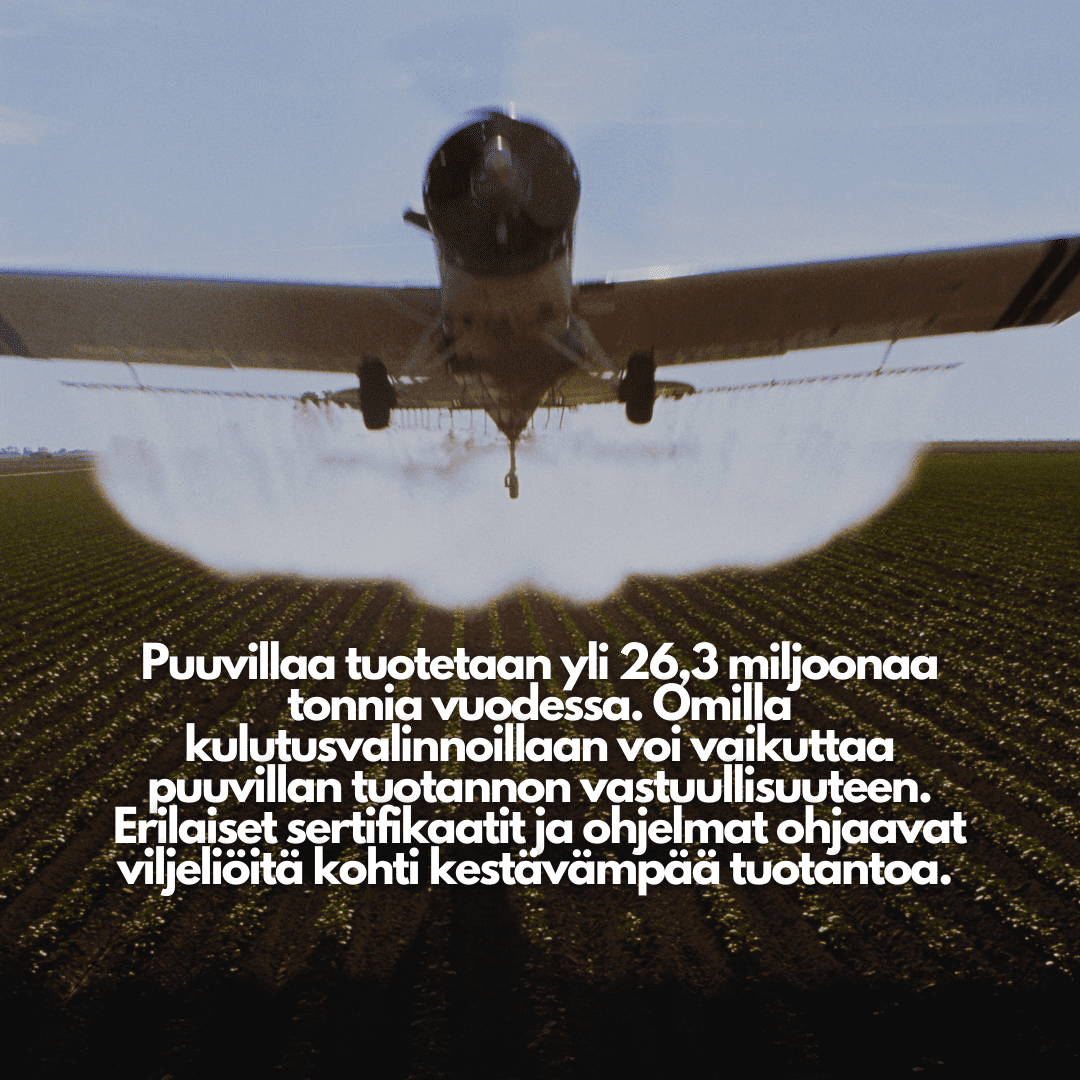 Puuvillaa tuotetaan yli 26,3 miljoonaa
tonnia vuodessa. Omilla
kulutusvalinnoillaan voi vaikuttaa
puuvillan tuotannon vastuullisuuteen.
Erilaiset sertifikaatit ja ohjelmat ohjaavat
viljeliöitä kohti kestävämpää tuotantoa.